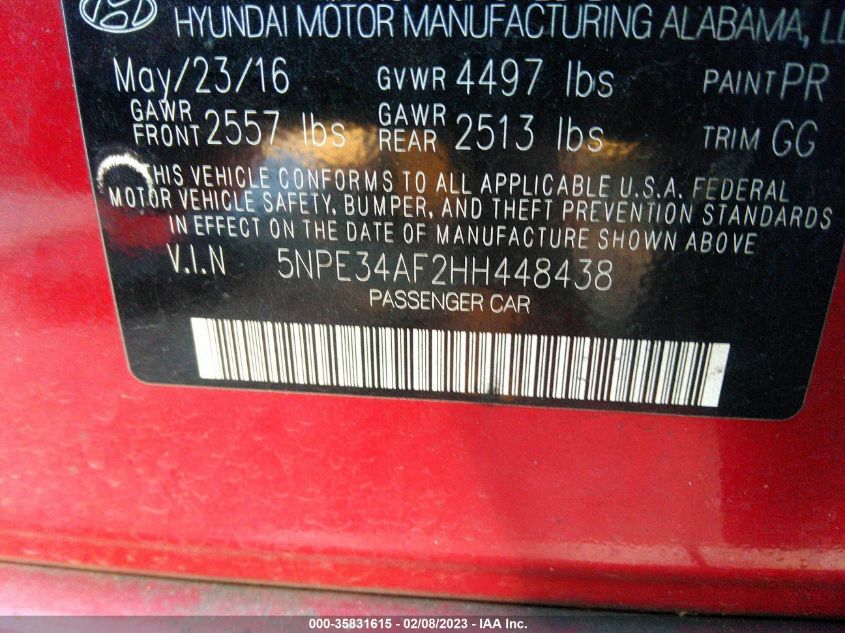 HYUNDAI MOTOR MANUFACTURING ALABAMA,
May/23/16 GVWR 4497 lbs PAINT PR
GAWR FRONT 2557 lbs GAWR REAR 2513 lbs TRIM GG
THIS VEHICLE CONFORMS TO ALL APPLICABLE U.S.A. FEDERAL
MOTOR VEHICLE SAFETY, BUMPER, AND THEFT PREVENTION STANDARDS
IN EFFECT ON THE DATE OF MANUFACTURE SHOWN ABOVE
V.I.N 5NPE34AF2HH448438
PASSENGER CAR
000-35831615 - 02/08/2023 - © IAA Inc.